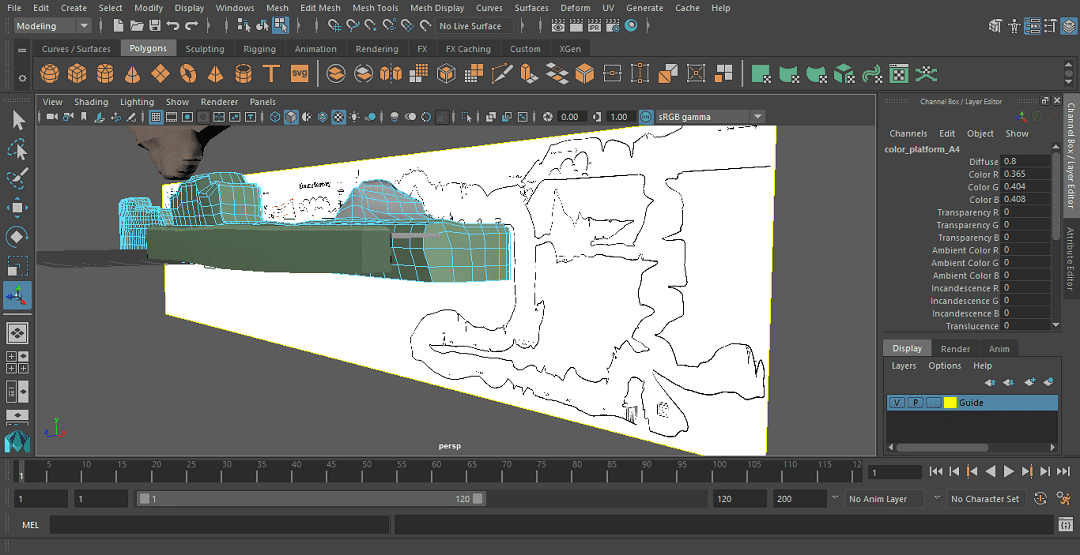 File Edit Create Select Modify Display Windows Mesh Edit Mesh Mesh Tools Mesh Display Curves Surfaces Deform UV Generate Cache Help
Modeling No Live Surface
Curves / Surfaces Polygons Sculpting Rigging Animation Rendering FX FX Caching Custom XGen
T svg
View Shading Lighting Show Renderer Panels
0.00 1.00 sRGB gamma
persp
y
Channel Box / Layer Editor
Channels Edit Object Show
color_platform_A4
Diffuse 0.8
Color R 0.365
Color G 0.404
Color B 0.408
Transparency R 0
Transparency G 0
Transparency B 0
Ambient Color R 0
Ambient Color G 0
Ambient Color B 0
Incandescence R 0
Incandescence G 0
Incandescence B 0
Translucence 0
Display Render Anim
Layers Options Help
V P Guide
Channel Box / Layer Editor
Attribute Editor
1 5 10 15 20 25 30 35 40 45 50 55 60 65 70 75 80 85 90 95 100 105 110 115 12
1
1 1 1 120 120 200 No Anim Layer No Character Set
MEL